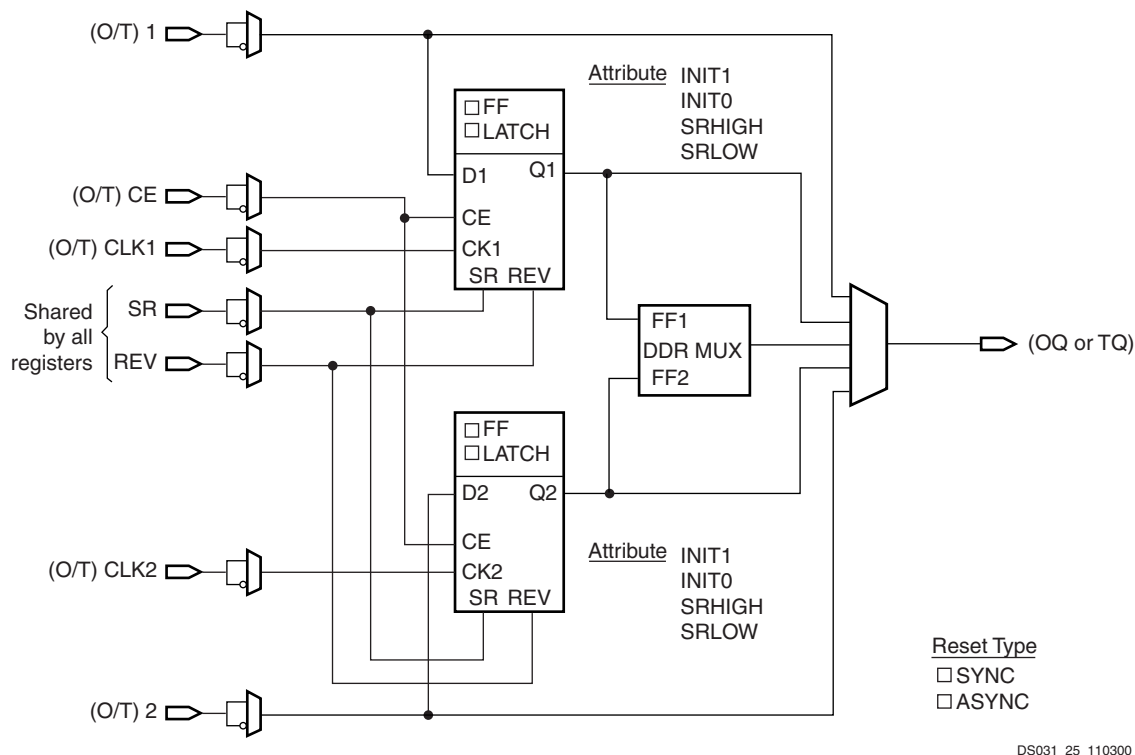 (O/T) 1
Attribute INIT1
INIT0
SRHIGH
SRLOW
FF
LATCH
D1 Q1
(O/T) CE
CE
(O/T) CLK1
CK1
SR REV
Shared
by all
registers
SR
REV
FF1
DDR MUX
FF2
(OQ or TQ)
FF
LATCH
D2 Q2
CE
(O/T) CLK2
CK2
SR REV
Attribute INIT1
INIT0
SRHIGH
SRLOW
Reset Type
SYNC
ASYNC
(O/T) 2
DS031_25_110300